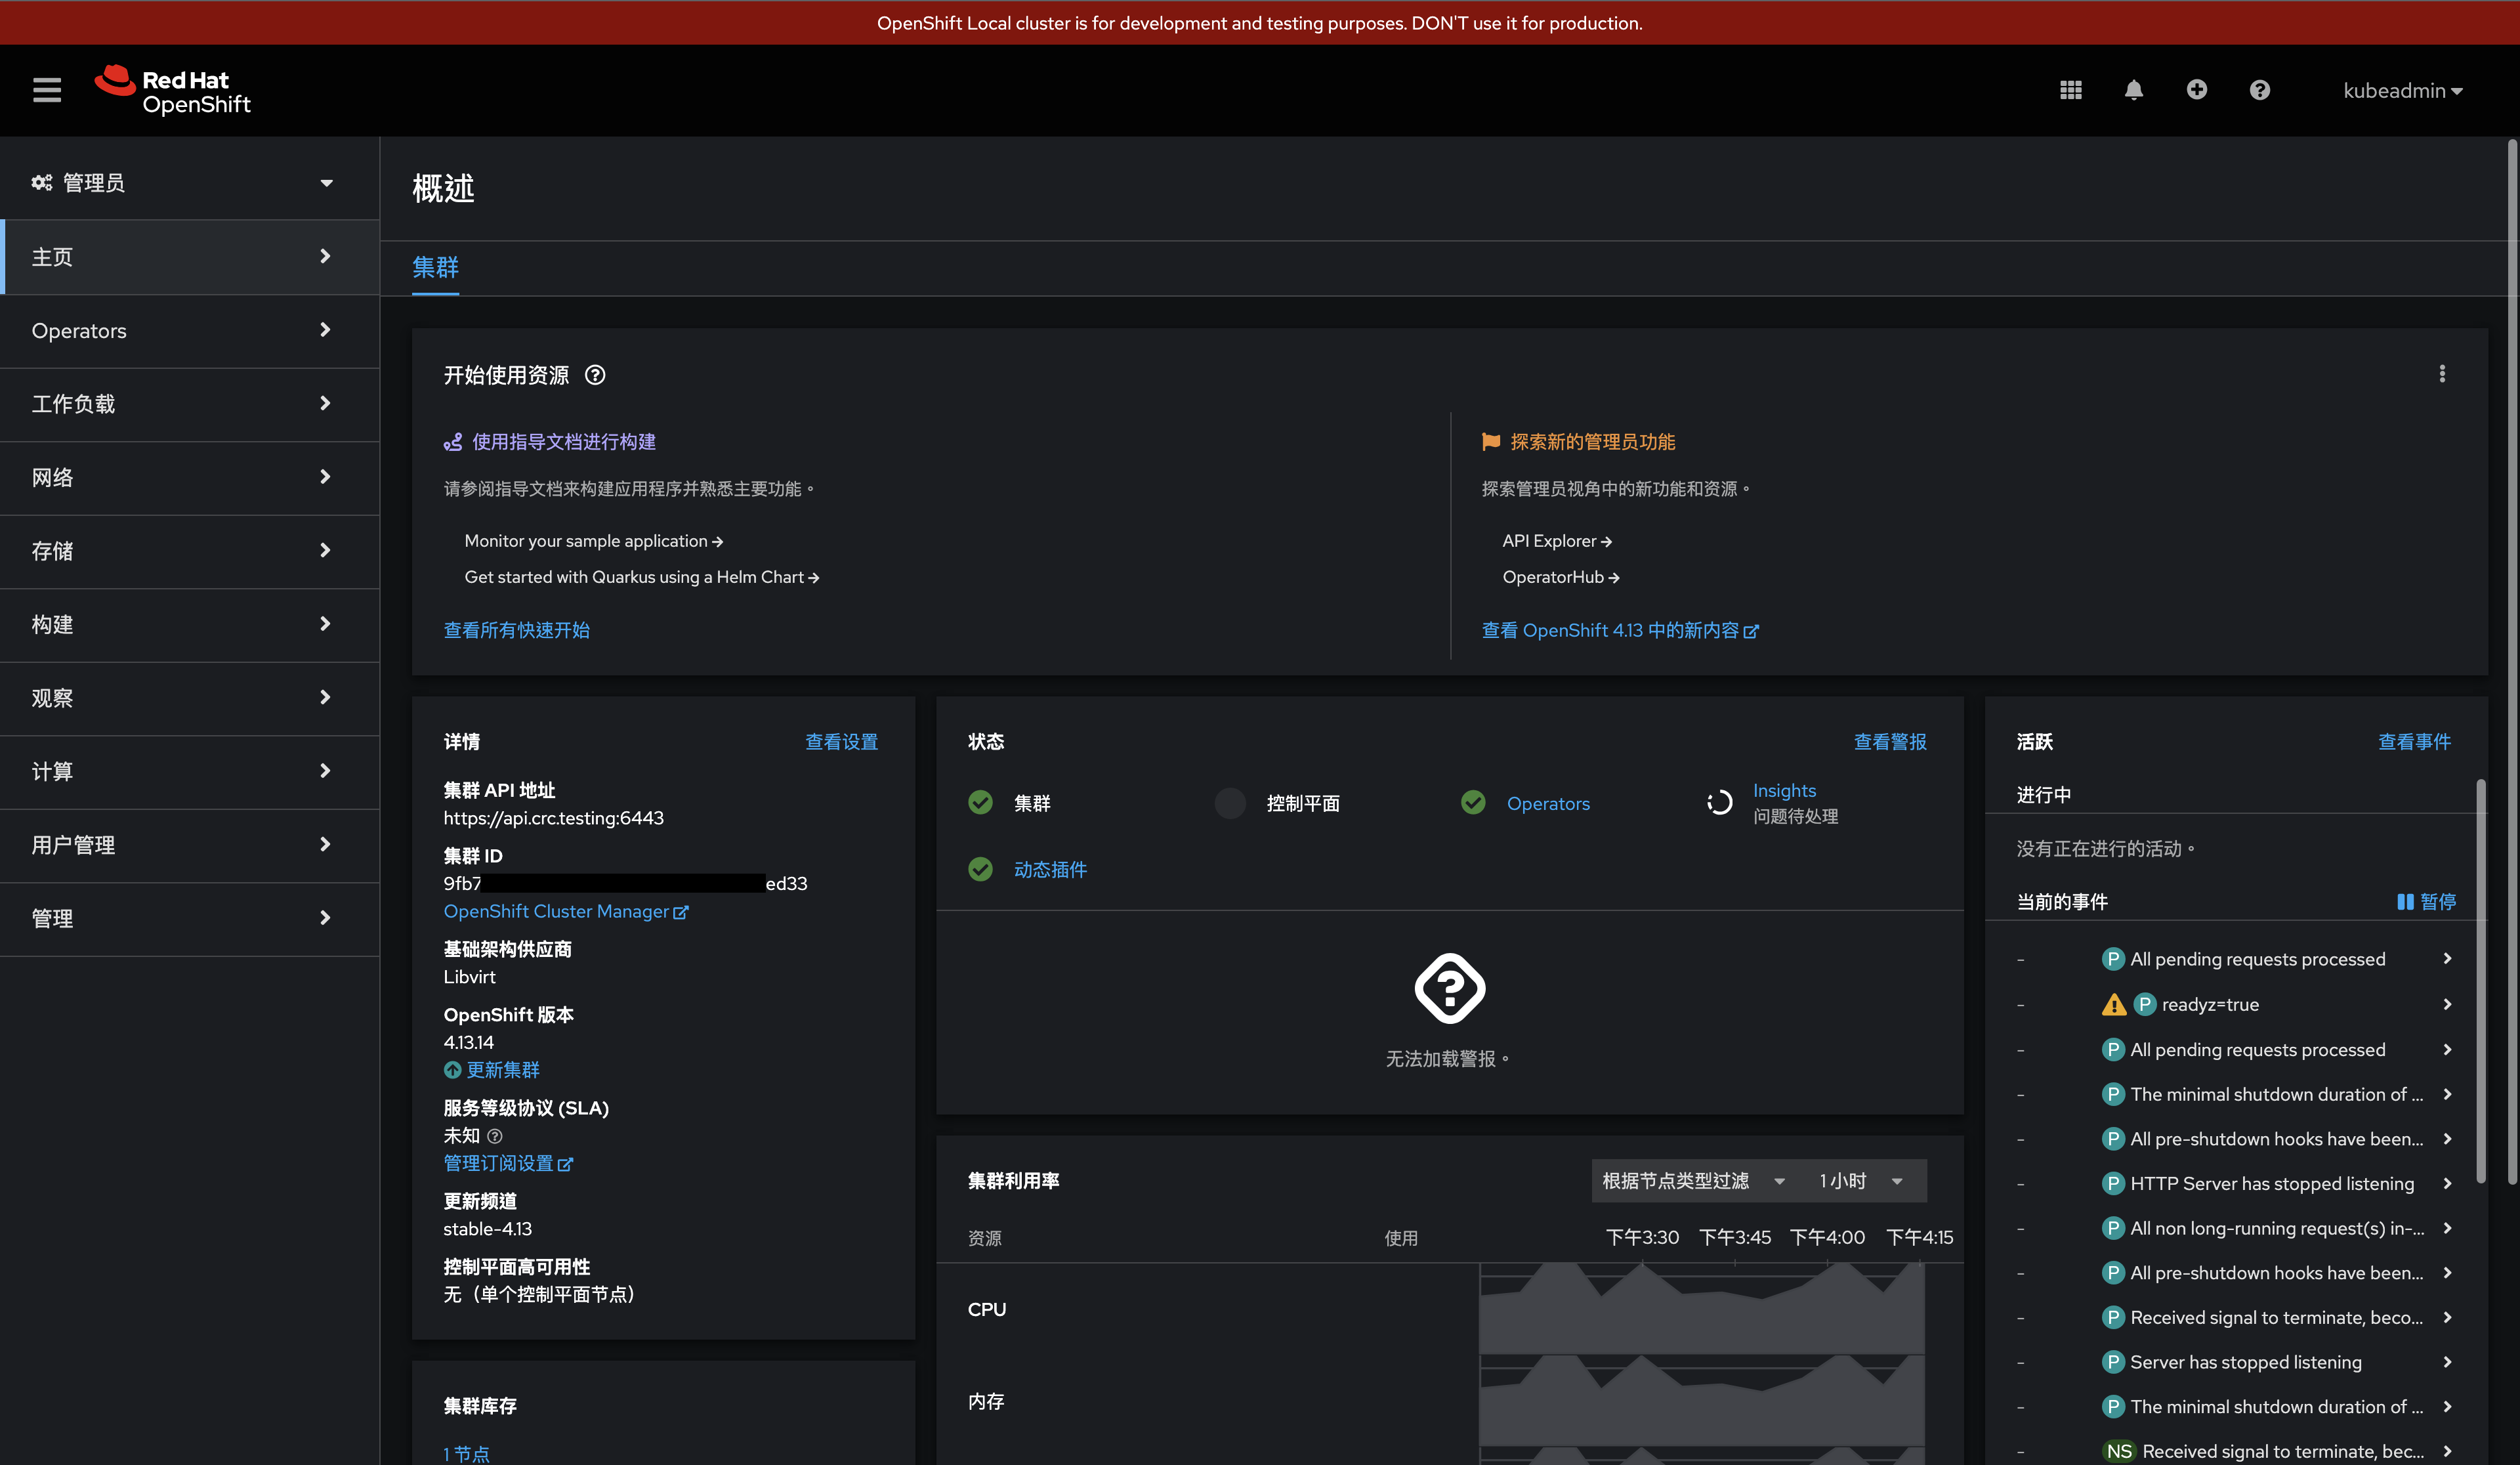 OpenShift Local cluster is for development and testing purposes. DON'T use it for production.
Red Hat
OpenShift
kubeadmin
管理员
主页
Operators
工作负载
网络
存储
构建
观察
计算
用户管理
管理
概述
集群
开始使用资源
使用指导文档进行构建
请参阅指导文档来构建应用程序并熟悉主要功能。
Monitor your sample application
Get started with Quarkus using a Helm Chart
查看所有快速开始
探索新的管理员功能
探索管理员视角中的新功能和资源。
API Explorer
OperatorHub
查看 OpenShift 4.13 中的新内容
详情
查看设置
集群 API 地址
https://api.crc.testing:6443
集群 ID
9fb7
ed33
OpenShift Cluster Manager
基础架构供应商
Libvirt
OpenShift 版本
4.13.14
更新集群
服务等级协议 (SLA)
未知
管理订阅设置
更新频道
stable-4.13
控制平面高可用性
无（单个控制平面节点）
集群库存
1 节点
状态
查看警报
集群
控制平面
Operators
Insights
问题待处理
动态插件
无法加载警报。
集群利用率
根据节点类型过滤
1 小时
资源
使用
下午3:30 下午3:45 下午4:00 下午4:15
CPU
内存
活跃
查看事件
进行中
没有正在进行的活动。
当前的事件
暂停
- P All pending requests processed
- P readyz=true
- P All pending requests processed
- P The minimal shutdown duration of ...
- P All pre-shutdown hooks have been...
- P HTTP Server has stopped listening
- P All non long-running request(s) in-...
- P All pre-shutdown hooks have been...
- P Received signal to terminate, beco...
- P Server has stopped listening
- P The minimal shutdown duration of ...
- NS Received signal to terminate, bec...